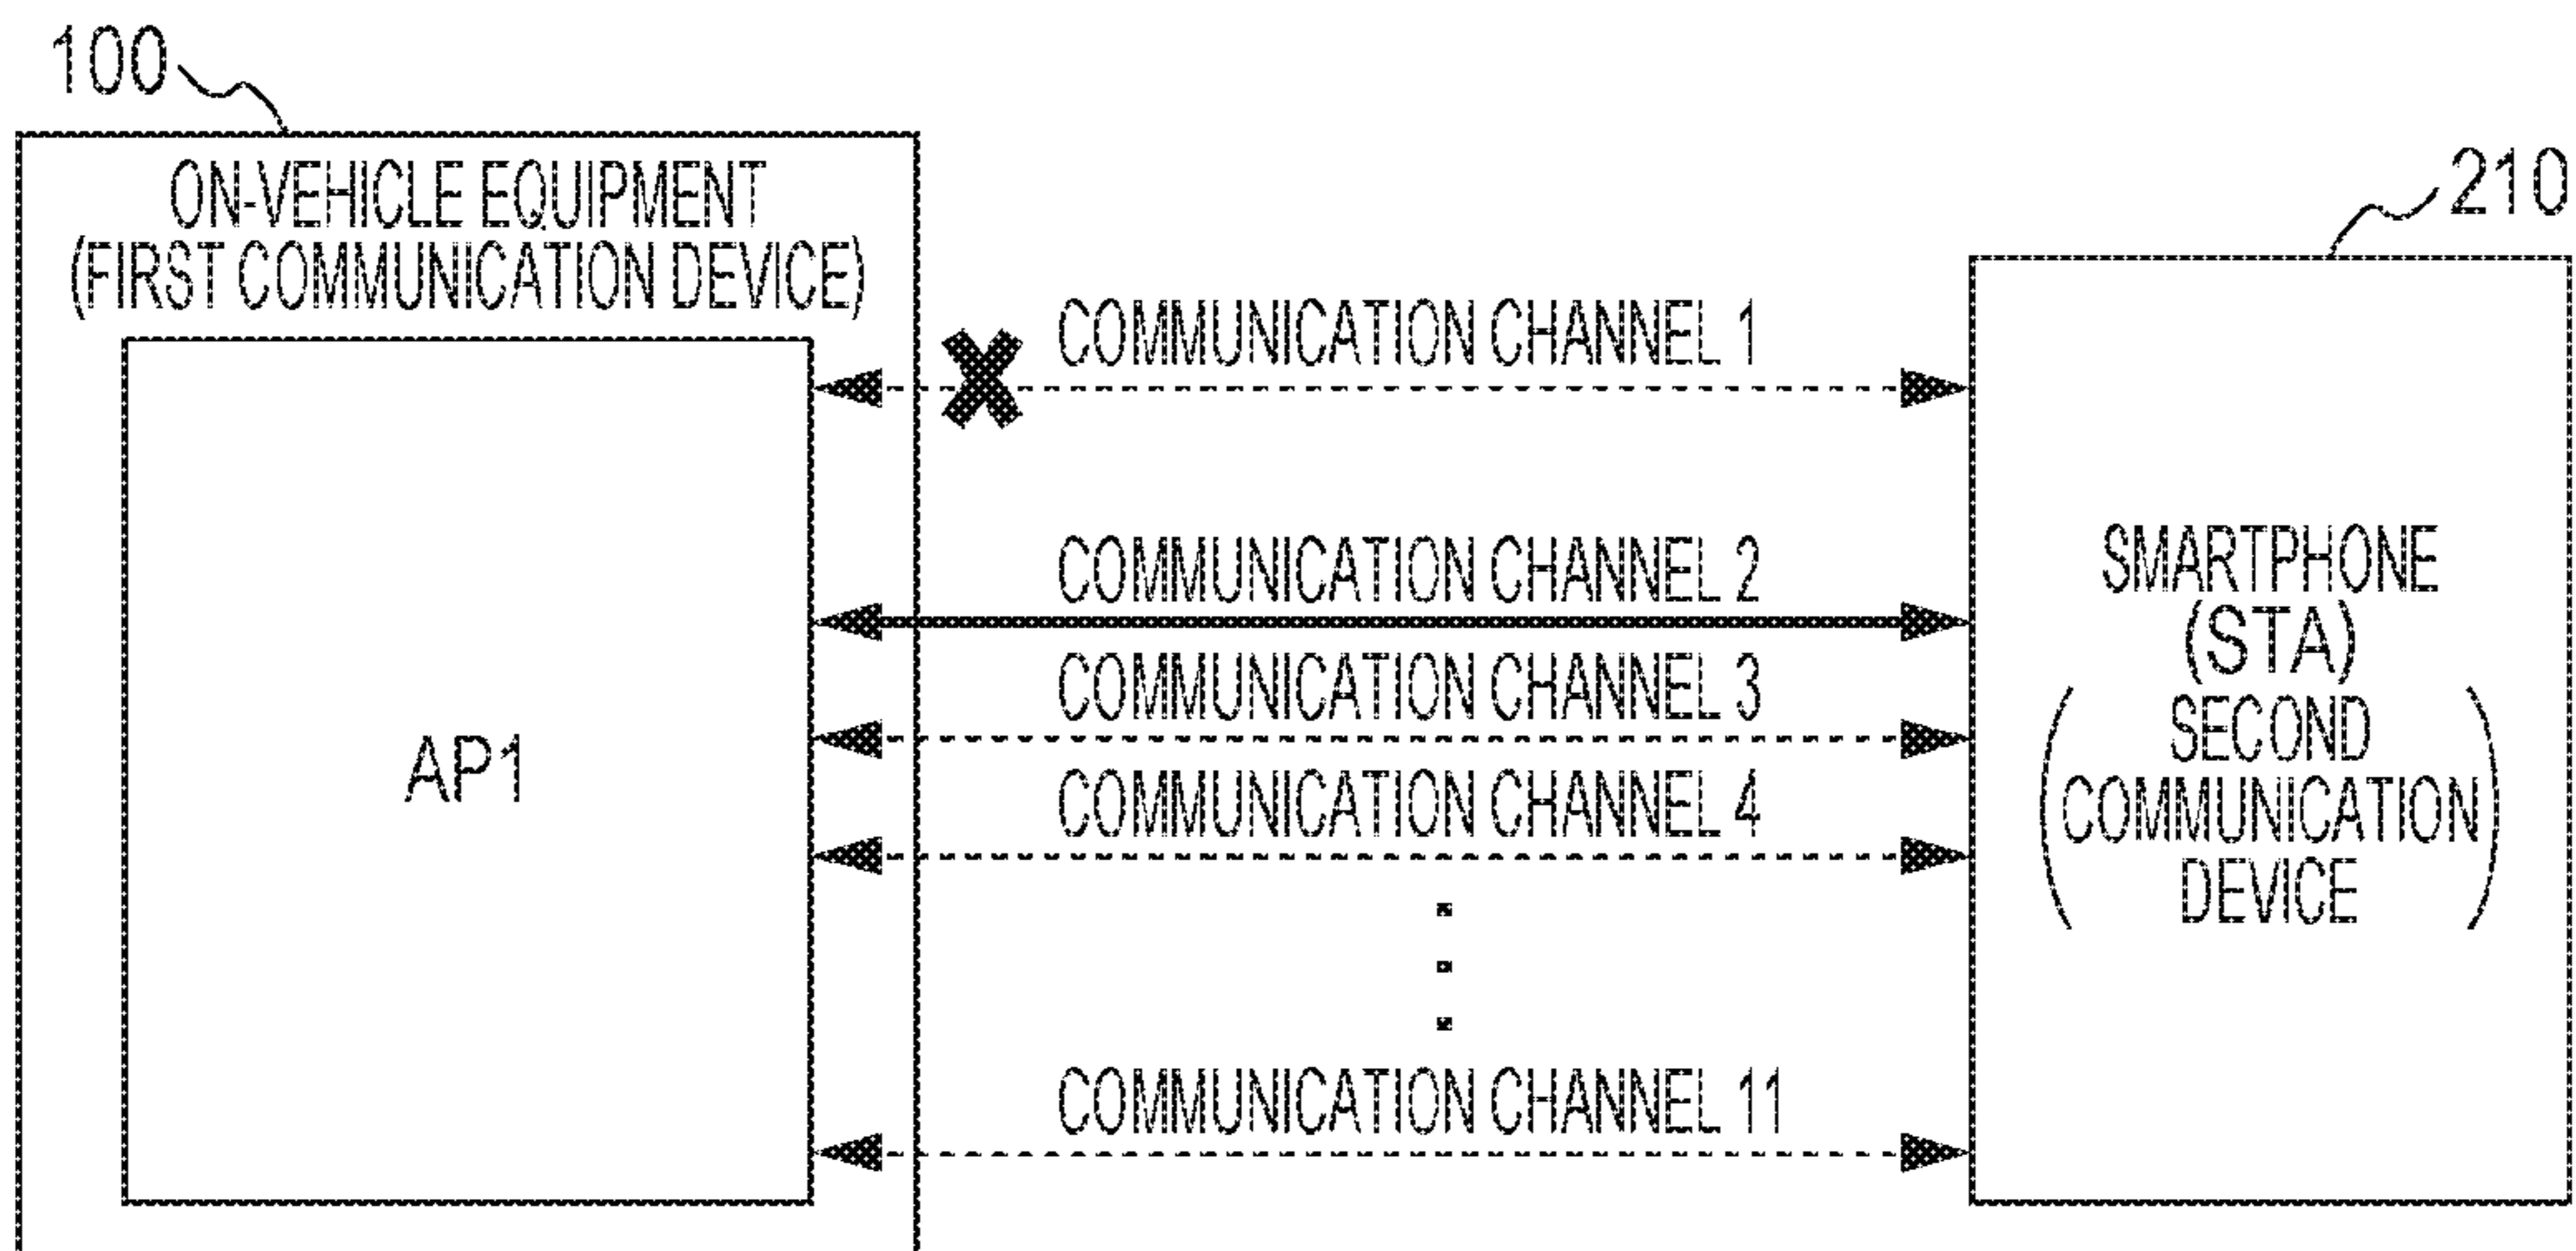 100
ON-VEHICLE EQUIPMENT
(FIRST COMMUNICATION DEVICE)
AP1
COMMUNICATION CHANNEL 1
COMMUNICATION CHANNEL 2
COMMUNICATION CHANNEL 3
COMMUNICATION CHANNEL 4
COMMUNICATION CHANNEL 11
210
SMARTPHONE
(STA)
(SECOND
COMMUNICATION
DEVICE)